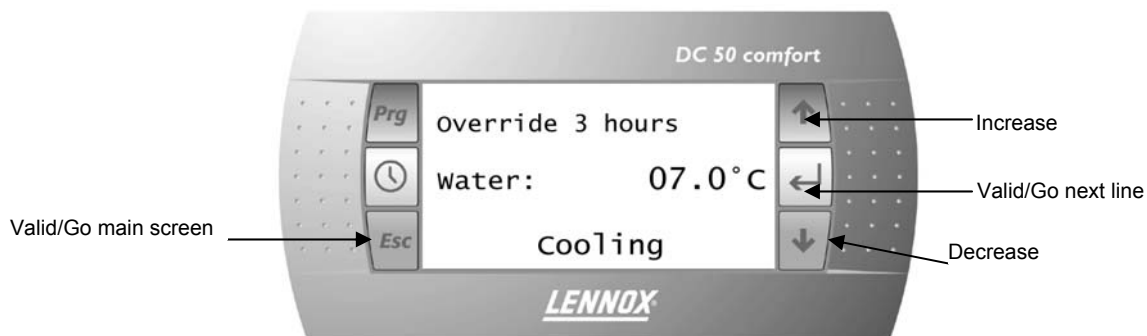 DC 50 comfort
Prg
Override 3 hours
Increase
Water: 07.0°C
Valid/Go next line
Valid/Go main screen
Esc
Cooling
Decrease
LENNOX